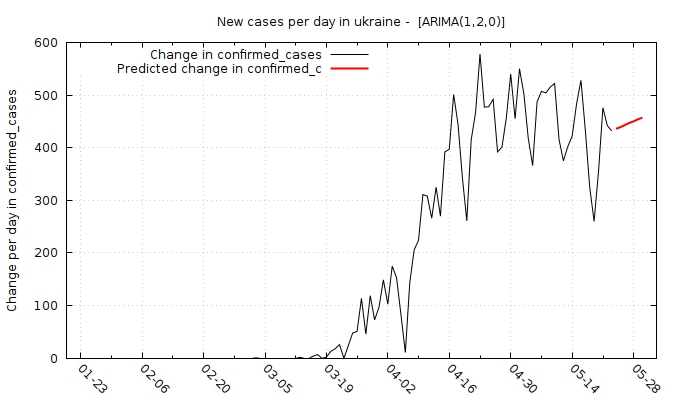 New cases per day in ukraine -  [ARIMA(1,2,0)]
Change in confirmed_cases
Predicted change in confirmed_c
Change per day in confirmed_cases
600
500
400
300
200
100
0
01-23 02-06 02-20 03-05 03-19 04-02 04-16 04-30 05-14 05-28